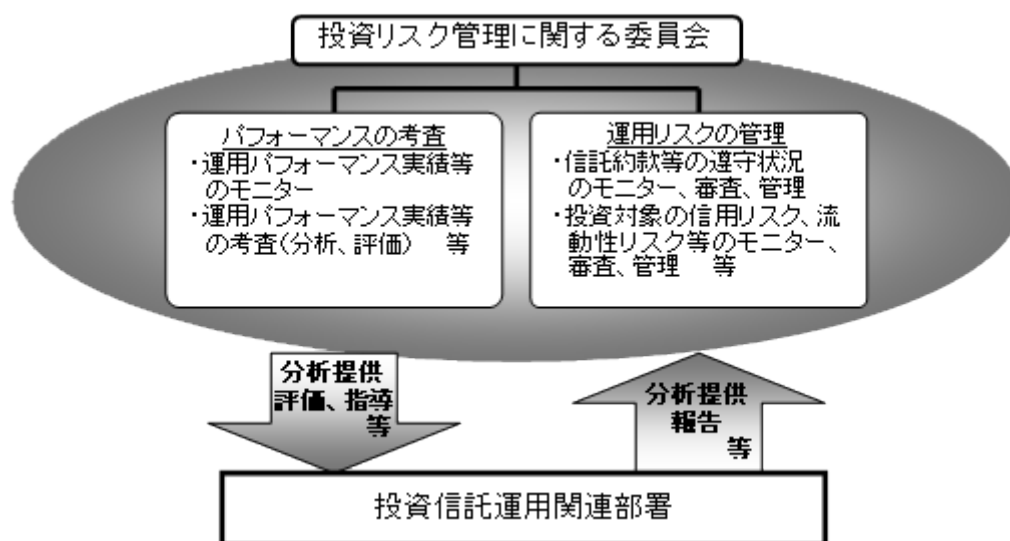 投資リスク管理に関する委員会
パフォーマンスの考査
・運用パフォーマンス実績等
のモニター
・運用パフォーマンス実績等
の考査(分析、評価)　等
運用リスクの管理
・信託約款等の遵守状況
のモニター、審査、管理
・投資対象の信用リスク、流
動性リスク等のモニター、
審査、管理　等
分析提供
評価、指導
等
分析提供
報告
等
投資信託運用関連部署